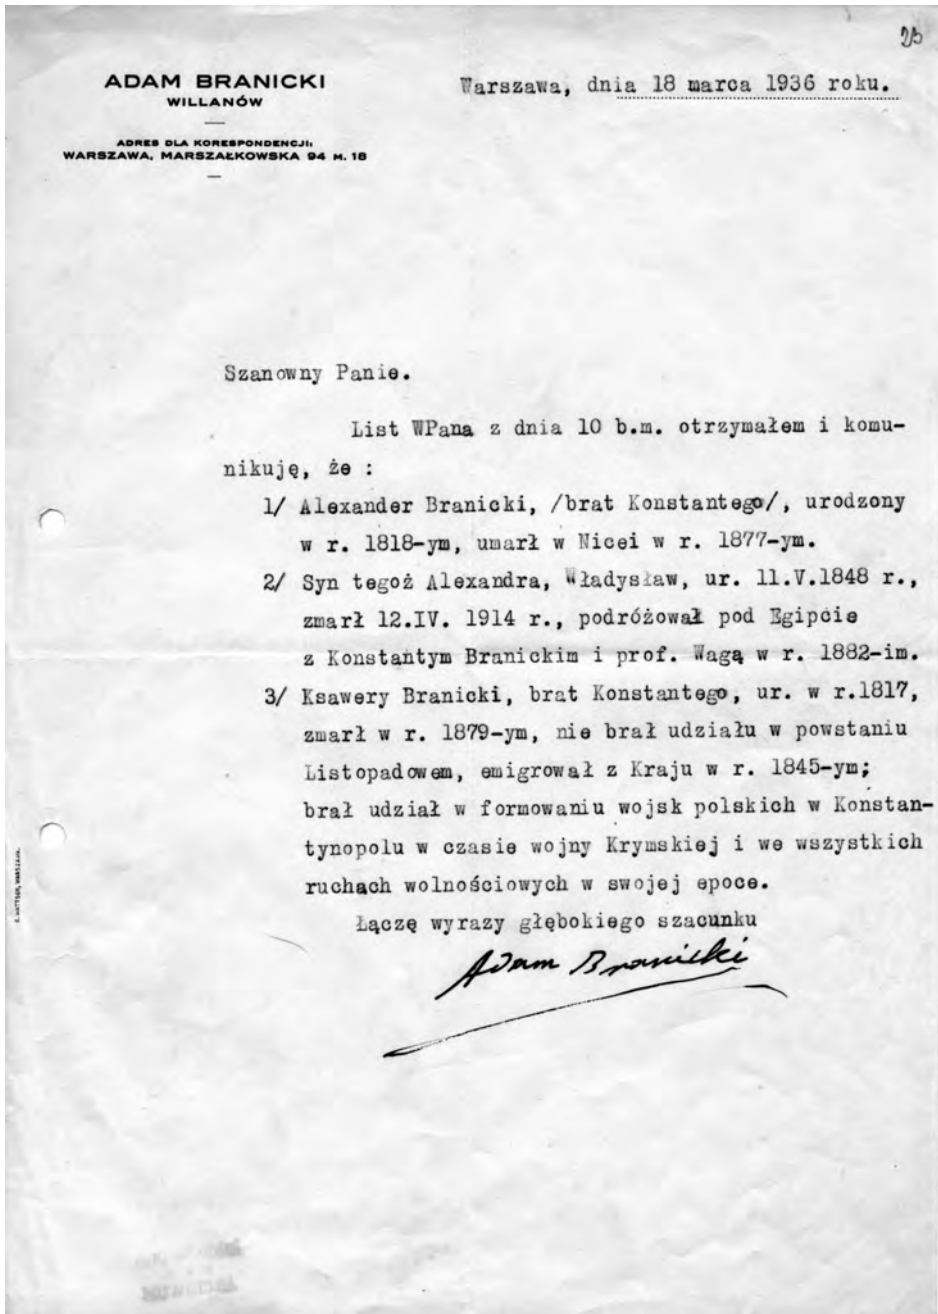 25
ADAM BRANICKI
WILLANÓW
Warszawa, dnia 18 marca 1936 roku.
ADRES DLA KORESPONDENCJI:
WARSZAWA, MARSZAŁKOWSKA 94 M. 18
Szanowny Panie.
List WPana z dnia 10 b.m. otrzymałem i komu-
nikuję, że :
1/ Alexander Branicki, /brat Konstantego/, urodzony
w r. 1818-ym, umarł w Nicei w r. 1877-ym.
2/ Syn tegoż Alexandra, Władysław, ur. 11.V.1848 r.,
zmarł 12.IV. 1914 r., podróżował pod Egipcie
z Konstantym Branickim i prof. Wagą w r. 1882-im.
3/ Ksawery Branicki, brat Konstantego, ur. w r.1817,
zmarł w r. 1879-ym, nie brał udziału w powstaniu
Listopadowem, emigrował z Kraju w r. 1845-ym;
brał udział w formowaniu wojsk polskich w Konstan-
tynopolu w czasie wojny Krymskiej i we wszystkich
ruchach wolnościowych w swojej epoce.
Łączę wyrazy głębokiego szacunku
Adam Branicki